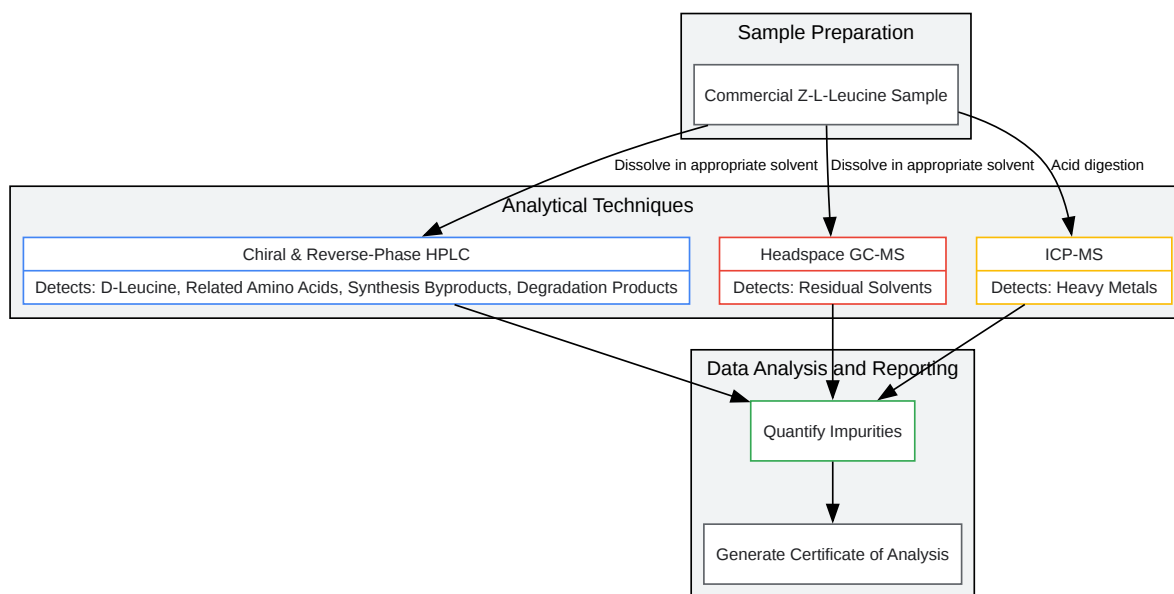 Sample Preparation
Commercial Z-L-Leucine Sample
Dissolve in appropriate solvent
Dissolve in appropriate solvent
Acid digestion
Analytical Techniques
Chiral & Reverse-Phase HPLC
Detects: D-Leucine, Related Amino Acids, Synthesis Byproducts, Degradation Products
Headspace GC-MS
Detects: Residual Solvents
ICP-MS
Detects: Heavy Metals
Data Analysis and Reporting
Quantify Impurities
Generate Certificate of Analysis